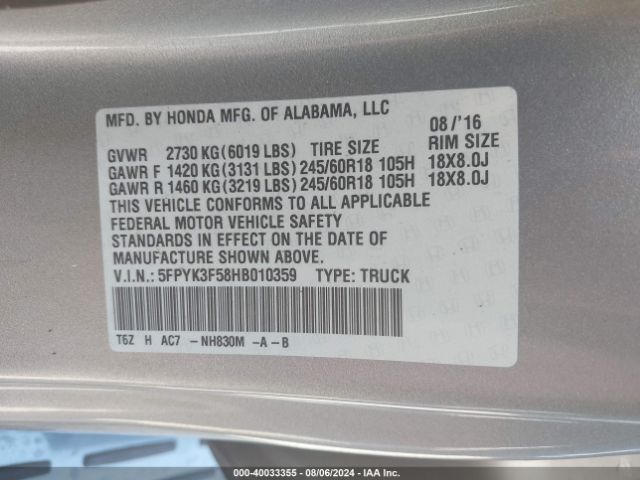 MFD. BY HONDA MFG. OF ALABAMA, LLC 08/'16
GVWR 2730 KG(6019 LBS) TIRE SIZE RIM SIZE
GAWR F 1420 KG(3131 LBS) 245/60R18 105H 18X8.0J
GAWR R 1460 KG(3219 LBS) 245/60R18 105H 18X8.0J
THIS VEHICLE CONFORMS TO ALL APPLICABLE
FEDERAL MOTOR VEHICLE SAFETY
STANDARDS IN EFFECT ON THE DATE OF
MANUFACTURE SHOWN ABOVE.
V.I.N.: 5FPYK3F58HB010359 TYPE: TRUCK
T6Z H AC7 -NH830M -A-B
000-40033355 - 08/06/2024 - IAA Inc.